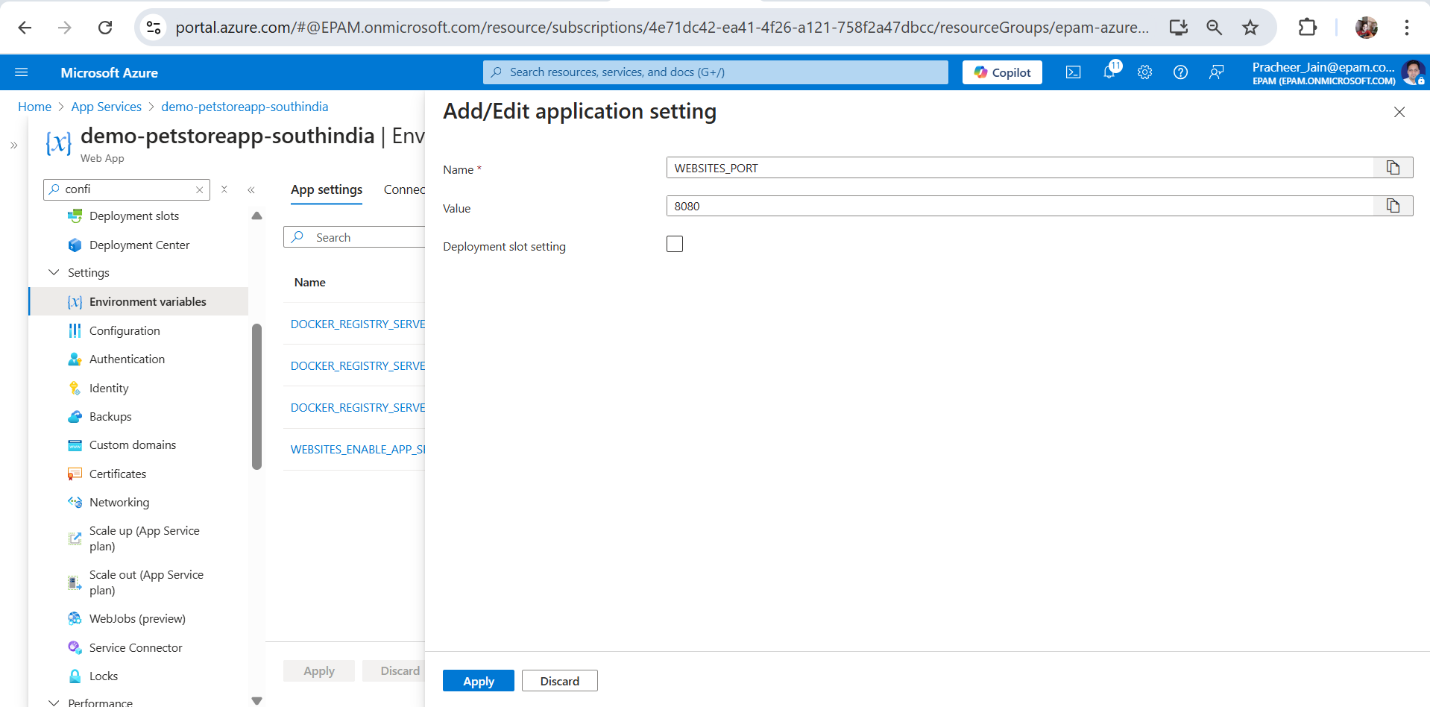 portal.azure.com/#@EPAM.onmicrosoft.com/resource/subscriptions/4e71dc42-ea41-4f26-a121-758f2a47dbcc/resourceGroups/epam-azure...
Microsoft Azure
Search resources, services, and docs (G+/)
Copilot
11
Pracheer_Jain@epam.co...
EPAM (EPAM.ONMICROSOFT.COM)
Home > App Services > demo-petstoreapp-southindia
demo-petstoreapp-southindia | Env
Web App
confi
Deployment slots
Deployment Center
Settings
Environment variables
Configuration
Authentication
Identity
Backups
Custom domains
Certificates
Networking
Scale up (App Service
plan)
Scale out (App Service
plan)
WebJobs (preview)
Service Connector
Locks
Performance
App settings
Connec
Search
Name
DOCKER_REGISTRY_SERVE
DOCKER_REGISTRY_SERVE
DOCKER_REGISTRY_SERVE
WEBSITES_ENABLE_APP_SE
Apply
Discard
Add/Edit application setting
Name *
WEBSITES_PORT
Value
8080
Deployment slot setting
Apply
Discard